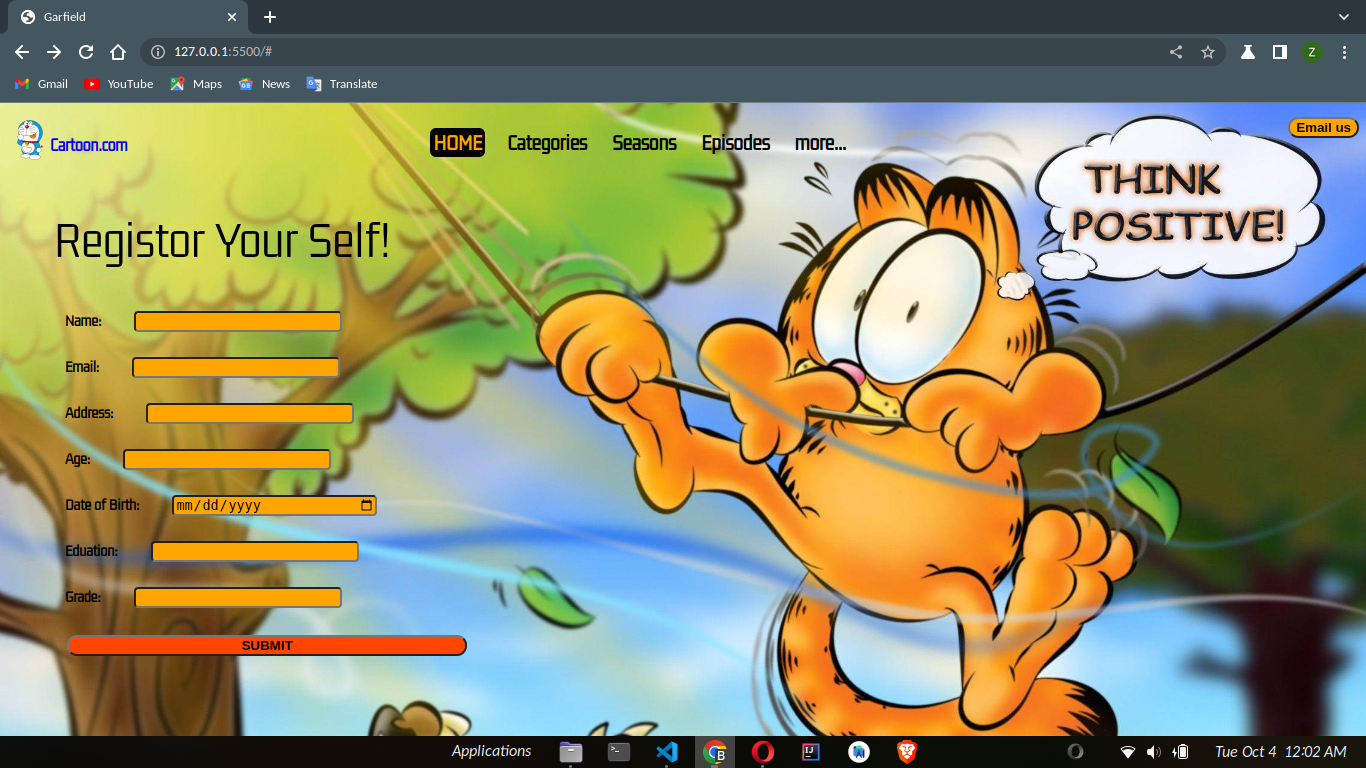 Garfield
127.0.0.1:5500/#
Z
Gmail YouTube Maps News Translate
Cartoon.com
HOME Categories Seasons Episodes more...
Email us
THINK
POSITIVE!
Registor Your Self!
Name:
Email:
Address:
Age:
Date of Birth: mm/dd/yyyy
Eduation:
Grade:
SUBMIT
Applications
Tue Oct 4 12:02 AM